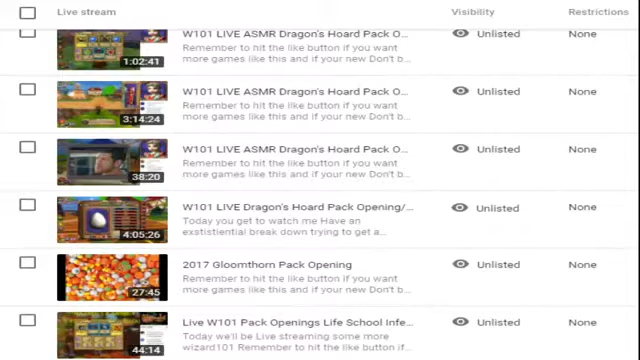 Live stream Visibility Restrictions
W101 LIVE ASMR Dragon's Hoard Pack O... Unlisted None
Remember to hit the like button if you want
more games like this and if your new Don't b...
1:02:41
W101 LIVE ASMR Dragon's Hoard Pack O... Unlisted None
Remember to hit the like button if you want
more games like this and if your new Don't b...
3:14:24
W101 LIVE ASMR Dragon's Hoard Pack O... Unlisted None
Remember to hit the like button if you want
more games like this and if your new Don't b...
38:20
W101 LIVE Dragon's Hoard Pack Opening/... Unlisted None
Today you get to watch me Have an
exstistiential break down trying to get a...
4:05:26
2017 Gloomthorn Pack Opening Unlisted None
Remember to hit the like button if you want
more games like this and if your new Don't b...
27:45
Live W101 Pack Openings Life School Infe... Unlisted None
Today we'll be Live streaming some more
wizard101 Remember to hit the like button if...
44:14